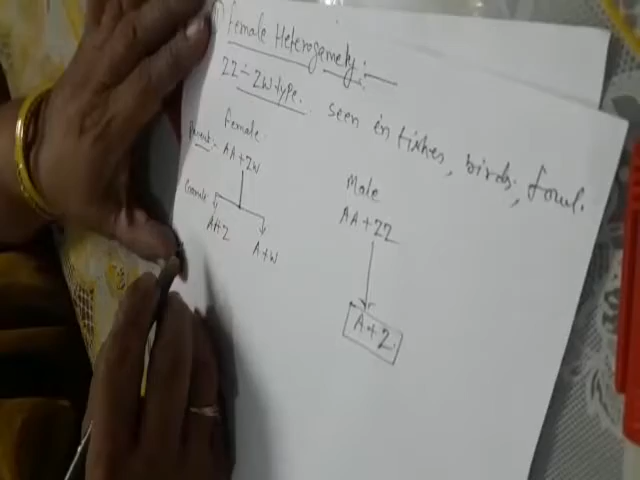 Female Heterogamety:-
ZZ - ZW type. seen in fishes, birds, fowl.
Female.
Parent:- AA+ZW
Gamete
A+Z
A+W
Male
AA+ZZ
A+Z.